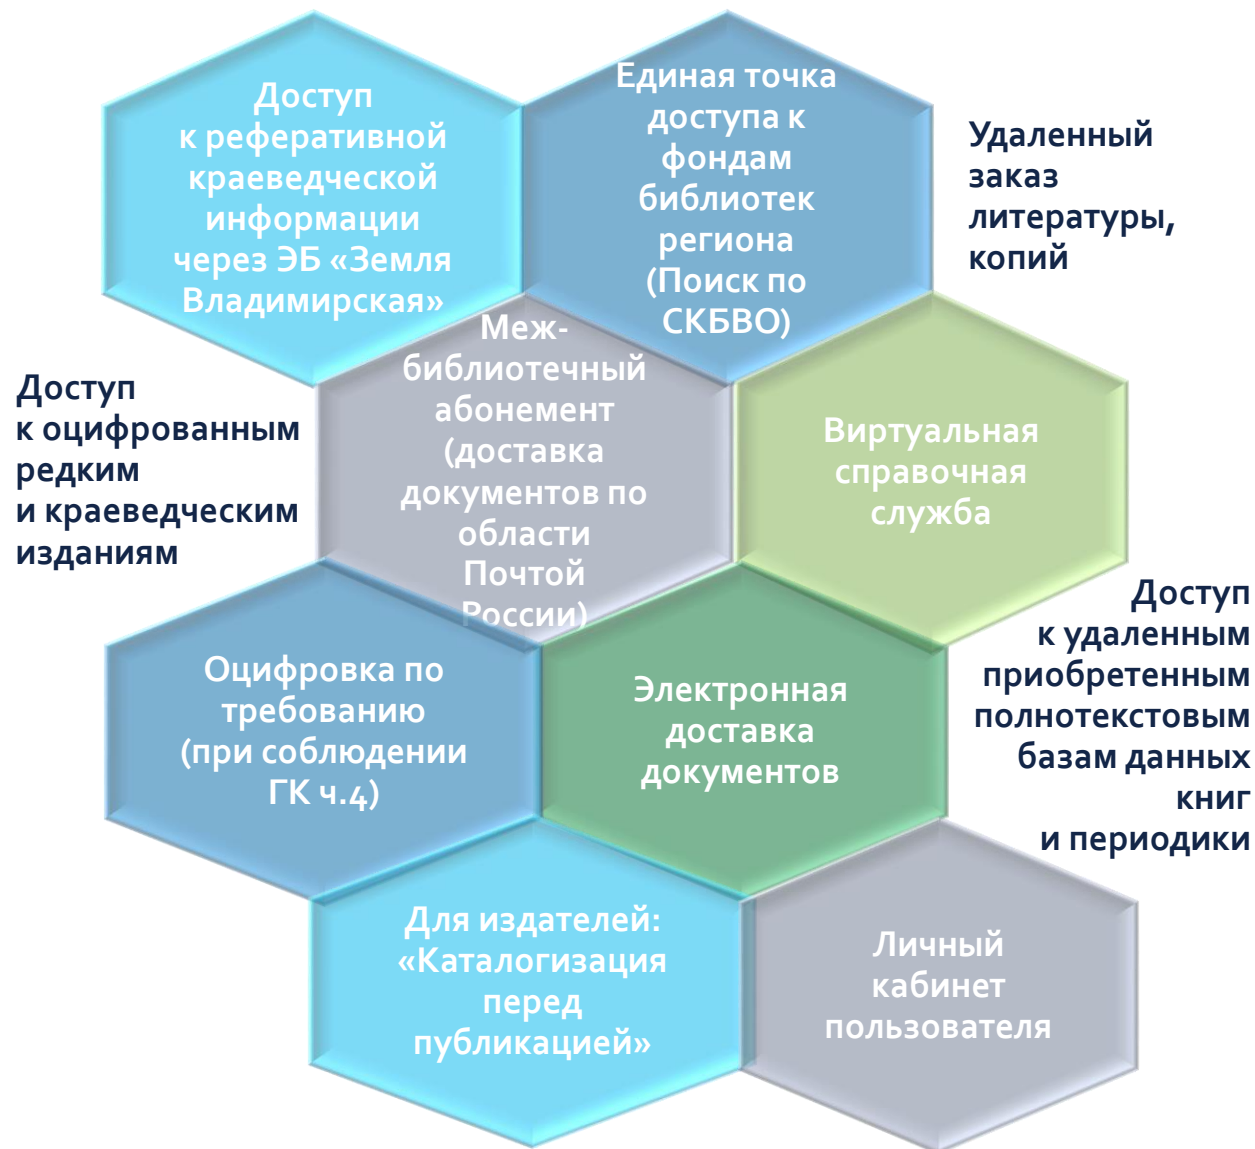 Доступ
к реферативной
краеведческой
информации
через ЭБ «Земля
Владимирская»
Единая точка
доступа к
фондам
библиотек
региона
(Поиск по
СКБВО)
Удаленный
заказ
литературы,
копий
Доступ
к оцифрованным
редким
и краеведческим
изданиям
Меж-
библиотечный
абонемент
(доставка
документов по
области
Почтой
России)
Виртуальная
справочная
служба
Оцифровка по
требованию
(при соблюдении
ГК ч.4)
Электронная
доставка
документов
Доступ
к удаленным
приобретенным
полнотекстовым
базам данных
книг
и периодики
Для издателей:
«Каталогизация
перед
публикацией»
Личный
кабинет
пользователя